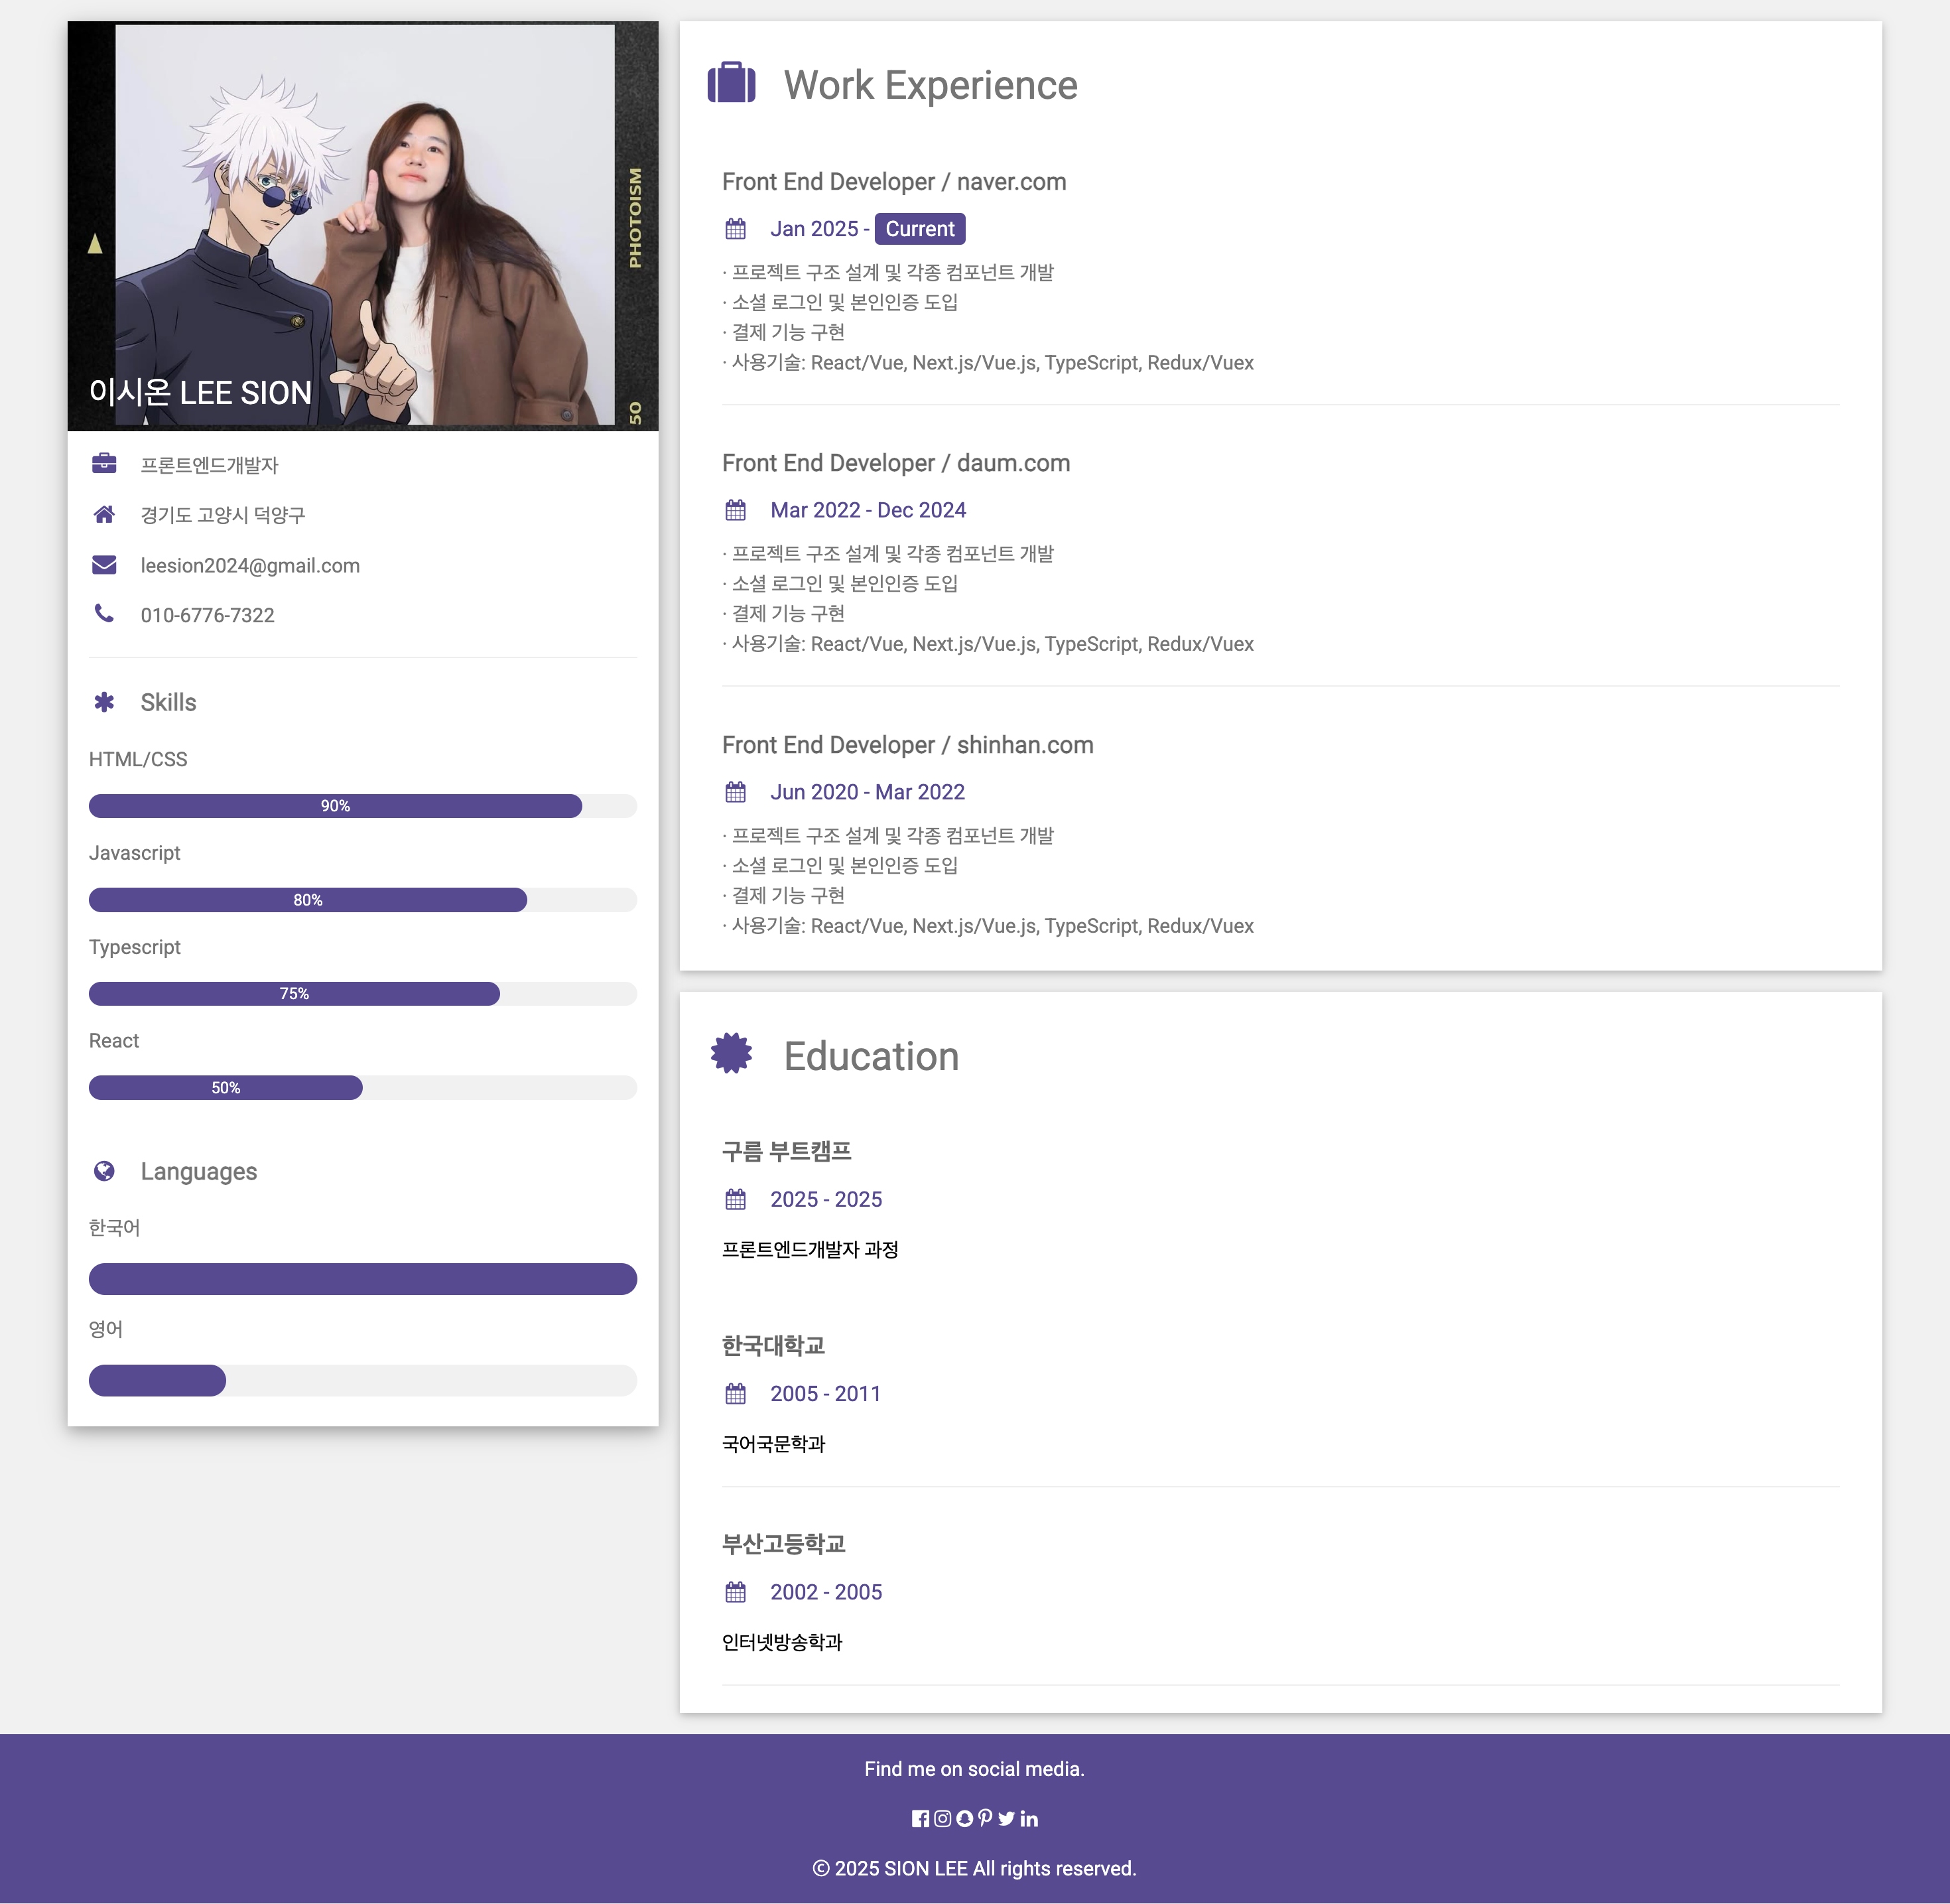 PHOTOISM
50
이시온 LEE SION
프론트엔드개발자
경기도 고양시 덕양구
leesion2024@gmail.com
010-6776-7322
Skills
HTML/CSS
90%
Javascript
80%
Typescript
75%
React
50%
Languages
한국어
영어
Work Experience
Front End Developer / naver.com
Jan 2025 - Current
· 프로젝트 구조 설계 및 각종 컴포넌트 개발
· 소셜 로그인 및 본인인증 도입
· 결제 기능 구현
· 사용기술: React/Vue, Next.js/Vue.js, TypeScript, Redux/Vuex
Front End Developer / daum.com
Mar 2022 - Dec 2024
· 프로젝트 구조 설계 및 각종 컴포넌트 개발
· 소셜 로그인 및 본인인증 도입
· 결제 기능 구현
· 사용기술: React/Vue, Next.js/Vue.js, TypeScript, Redux/Vuex
Front End Developer / shinhan.com
Jun 2020 - Mar 2022
· 프로젝트 구조 설계 및 각종 컴포넌트 개발
· 소셜 로그인 및 본인인증 도입
· 결제 기능 구현
· 사용기술: React/Vue, Next.js/Vue.js, TypeScript, Redux/Vuex
Education
구름 부트캠프
2025 - 2025
프론트엔드개발자 과정
한국대학교
2005 - 2011
국어국문학과
부산고등학교
2002 - 2005
인터넷방송학과
Find me on social media.
© 2025 SION LEE All rights reserved.